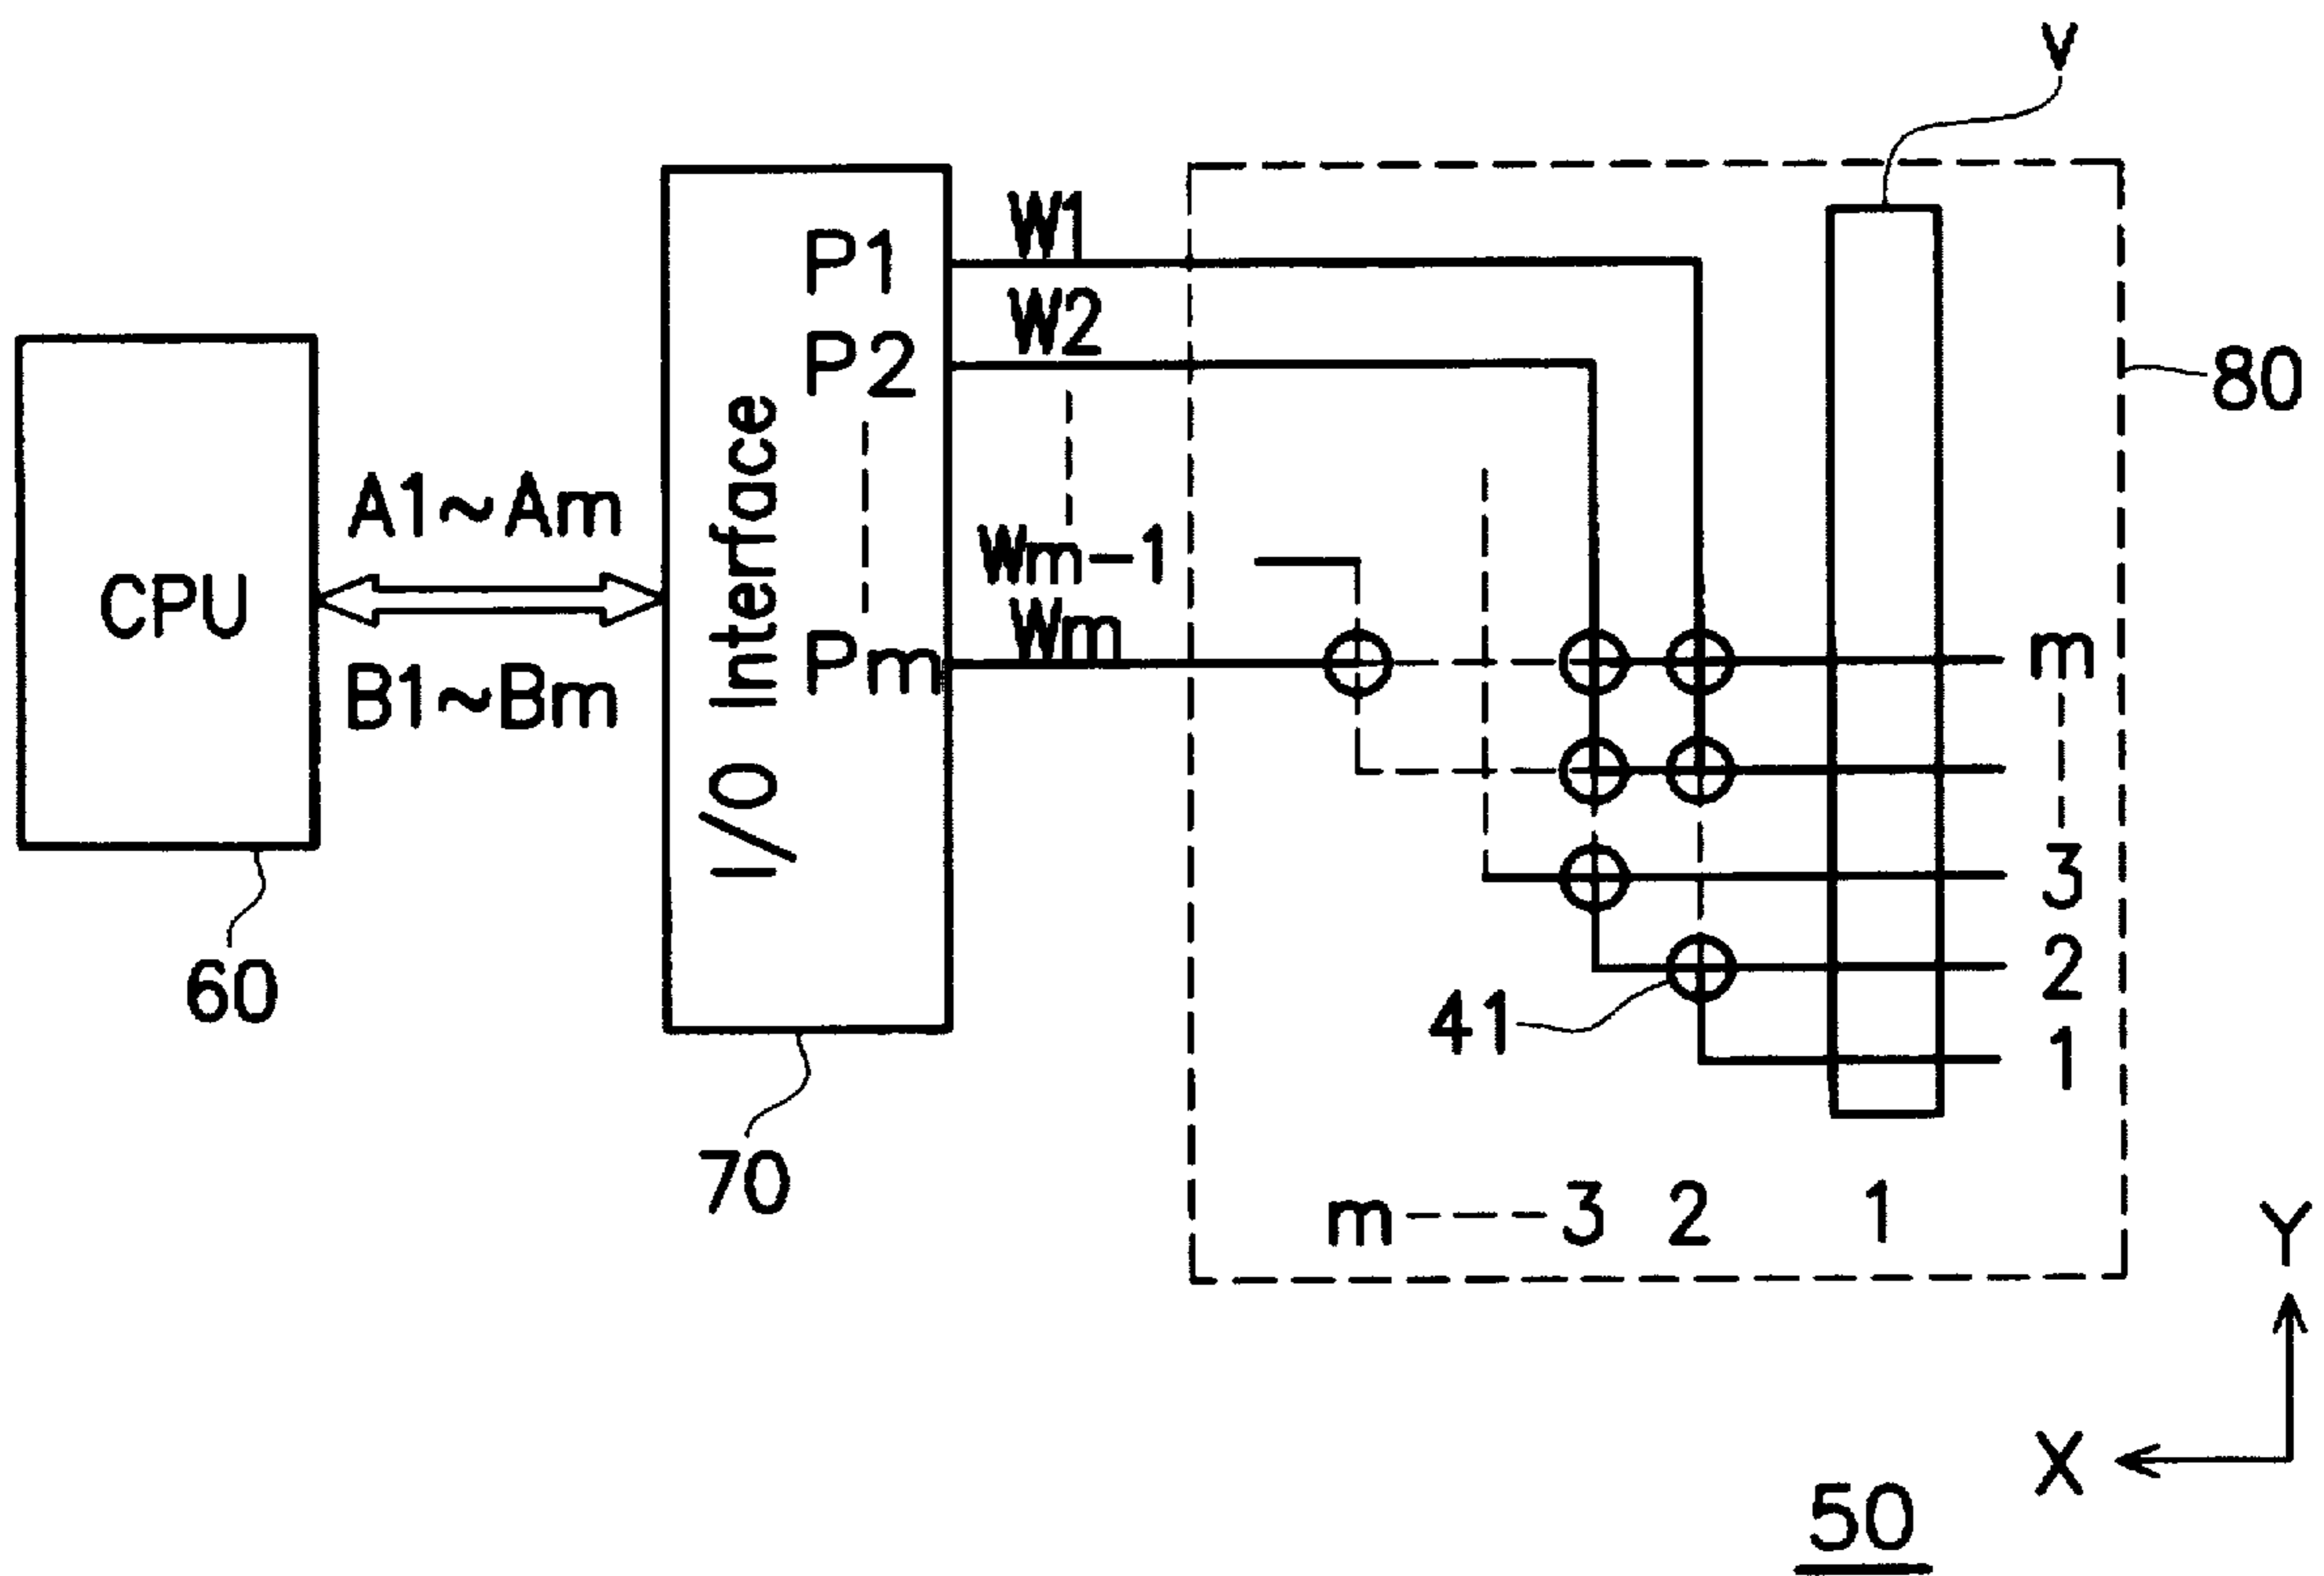 V
80
CPU
60
A1~Am
B1~Bm
I/O Interface
P1
P2
Pm
70
W1
W2
Wm-1
Wm
41
m
3
2
1
m
3
2
1
Y
X
50